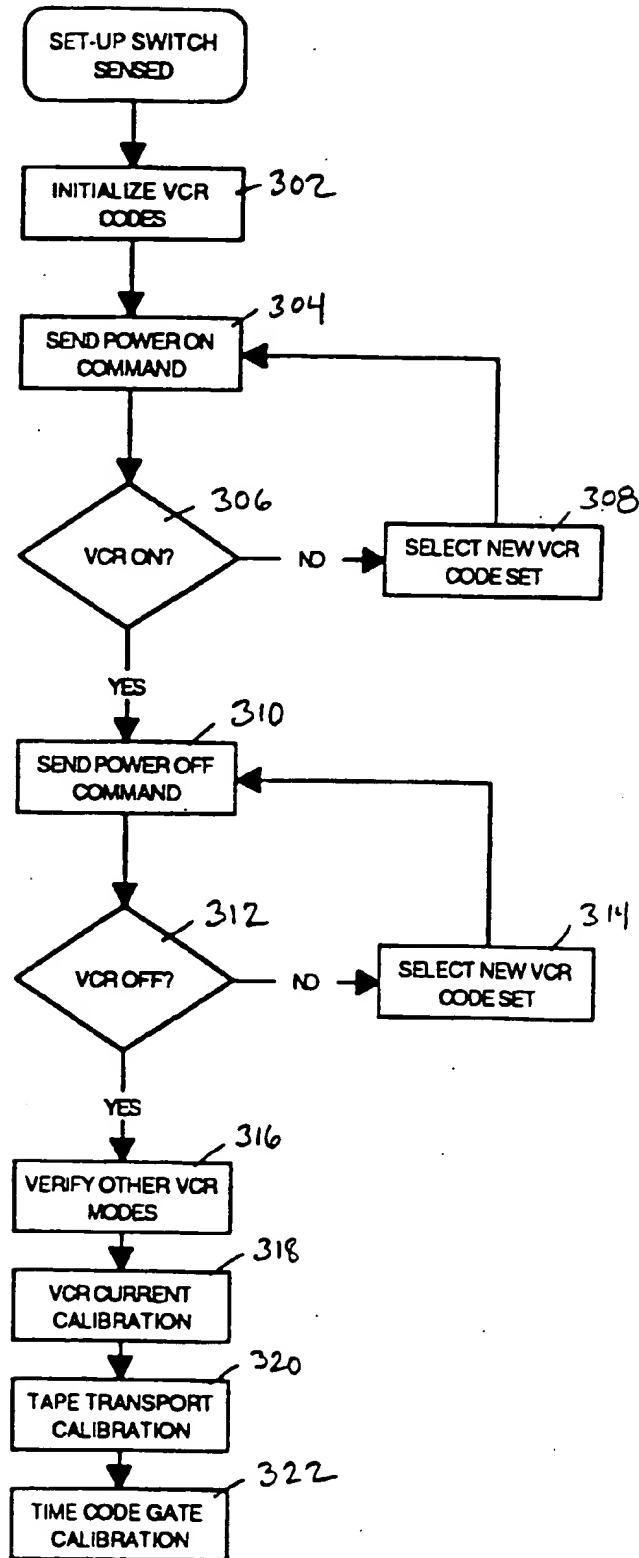 SET-UP SWITCH
SENSED
302
INITIALIZE VCR
CODES
304
SEND POWER ON
COMMAND
306
308
VCR ON?
NO
SELECT NEW VCR
CODE SET
YES
310
SEND POWER OFF
COMMAND
312
314
VCR OFF?
NO
SELECT NEW VCR
CODE SET
YES
316
VERIFY OTHER VCR
MODES
318
VCR CURRENT
CALIBRATION
320
TAPE TRANSPORT
CALIBRATION
322
TIME CODE GATE
CALIBRATION